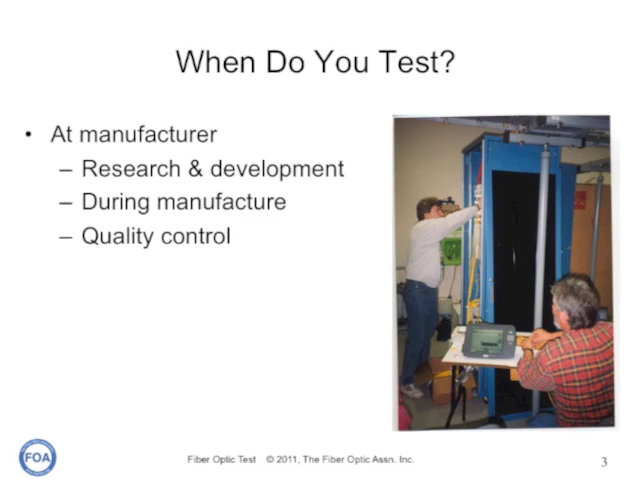 When Do You Test?
• At manufacturer
– Research & development
– During manufacture
– Quality control
FOA
Fiber Optic Test © 2011, The Fiber Optic Assn. Inc.
3